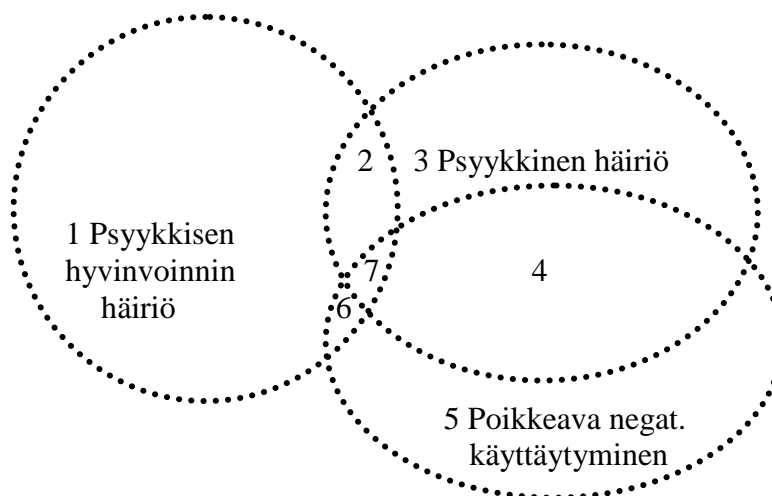 2
3 Psyykkinen häiriö
1 Psyykkisen
hyvinvoinnin
häiriö
7
4
6
5 Poikkeava negat.
käyttäytyminen